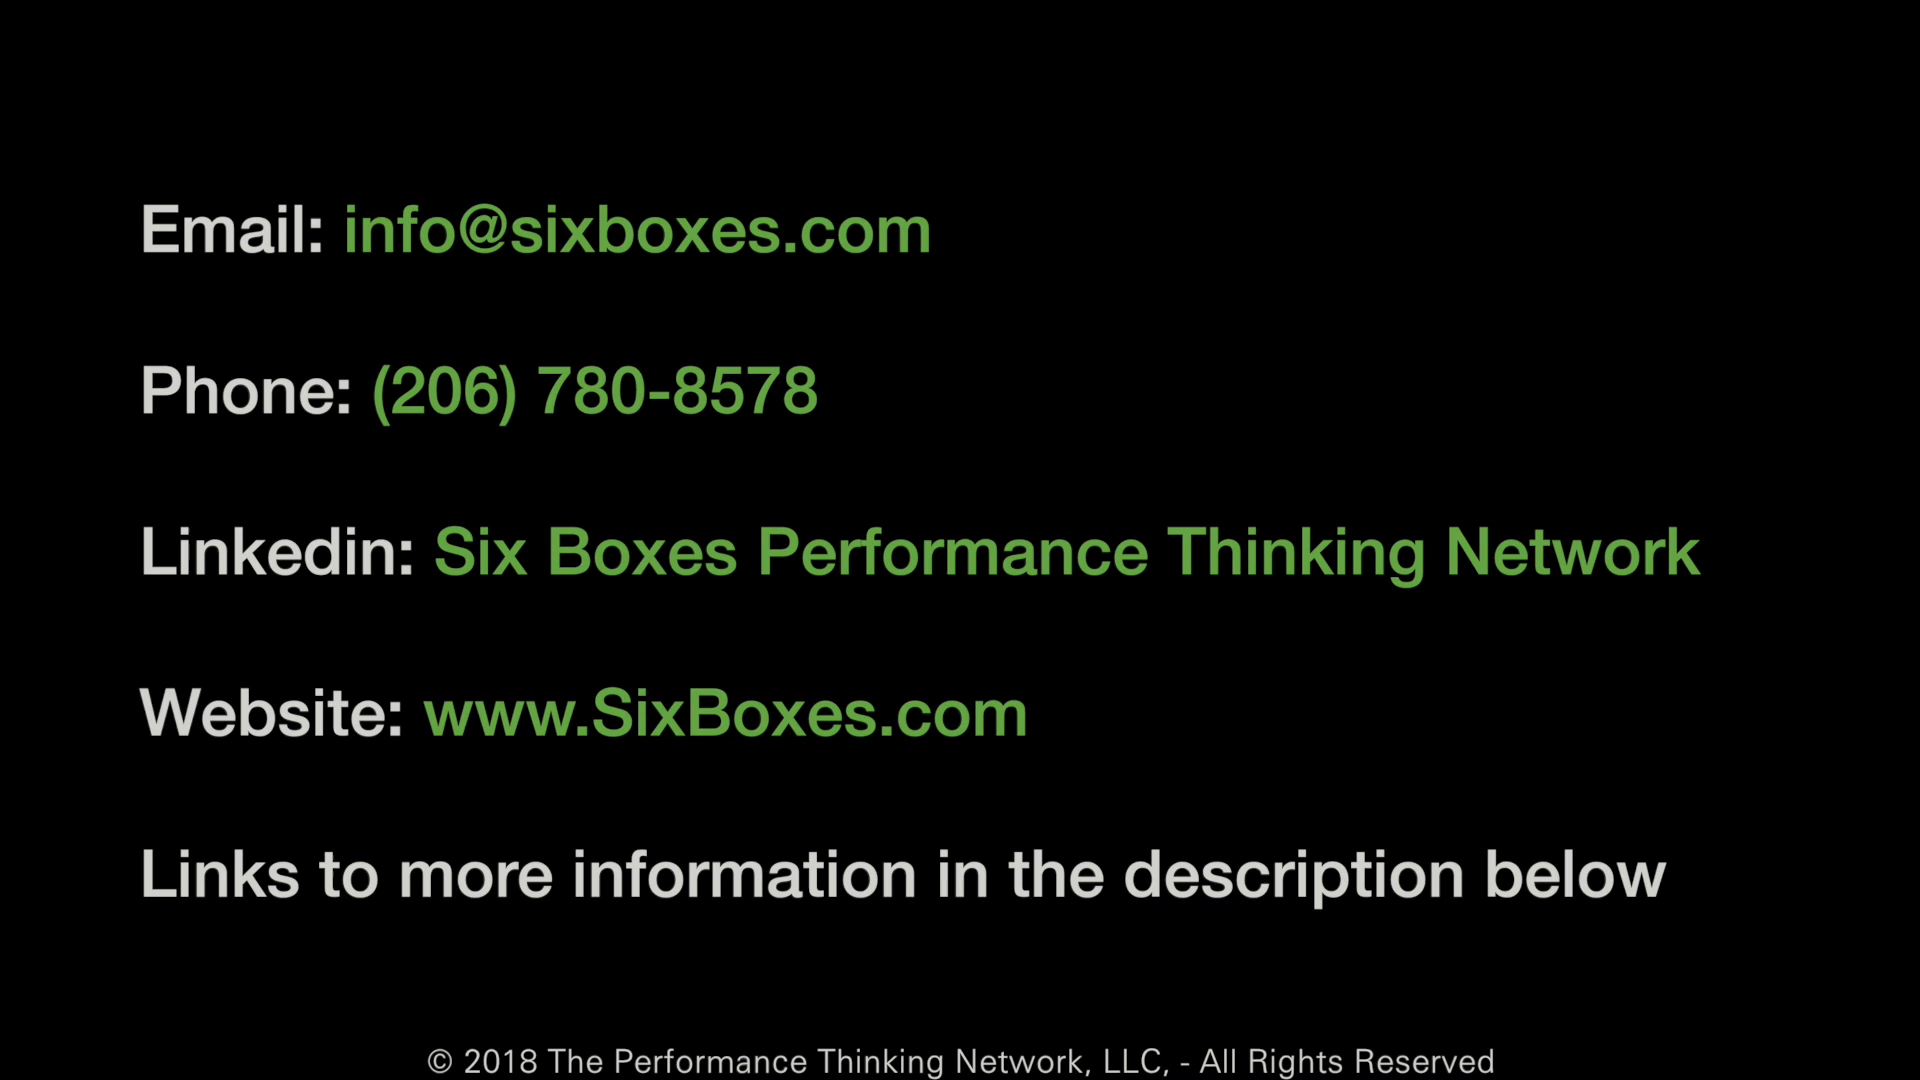 Email: info@sixboxes.com
Phone: (206) 780-8578
Linkedin: Six Boxes Performance Thinking Network
Website: www.SixBoxes.com
Links to more information in the description below
© 2018 The Performance Thinking Network, LLC, - All Rights Reserved